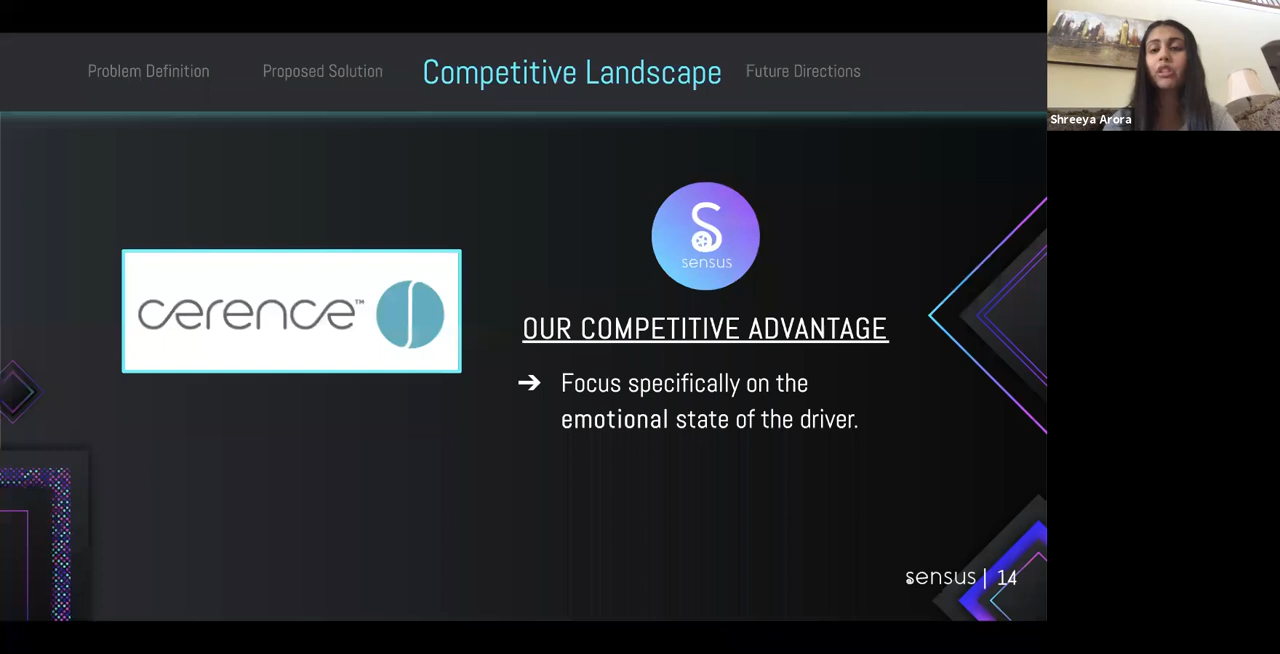 Problem Definition
Proposed Solution
Competitive Landscape
Future Directions
Shreeya Arora
cerence™
S
sensus
OUR COMPETITIVE ADVANTAGE
➔ Focus specifically on the
emotional state of the driver.
sensus | 14